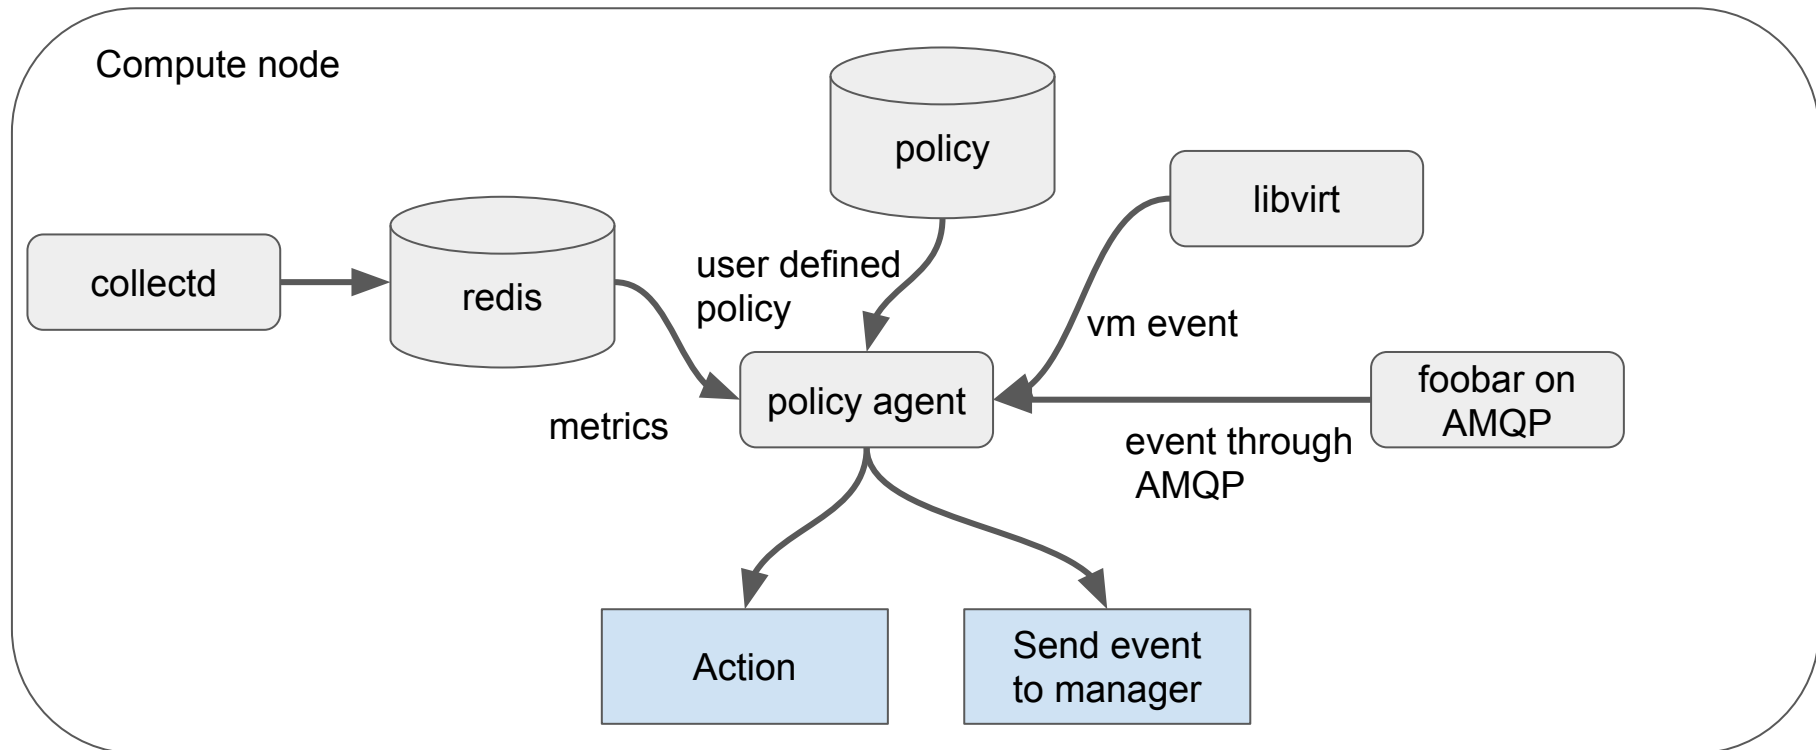 Compute node
policy
libvirt
collectd
redis
user defined
policy
vm event
policy agent
foobar on
AMQP
metrics
event through
AMQP
Action
Send event
to manager